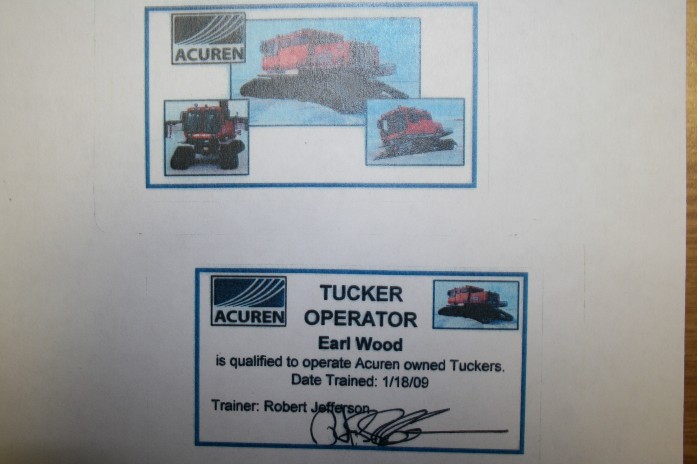 ACUREN
ACUREN
TUCKER
OPERATOR
Earl Wood
is qualified to operate Acuren owned Tuckers.
Date Trained: 1/18/09
Trainer: Robert Jefferson